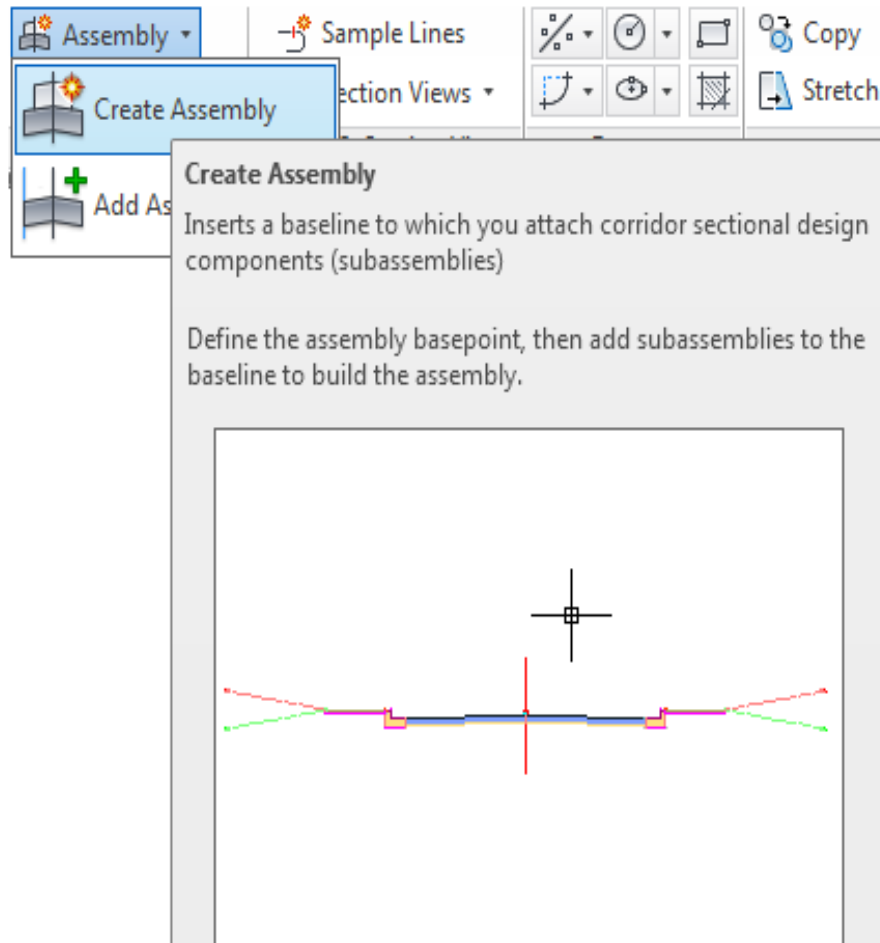 Assembly
Sample Lines
Copy
Create Assembly
ection Views
Stretch
Add As
Create Assembly
Inserts a baseline to which you attach corridor sectional design
components (subassemblies)
Define the assembly basepoint, then add subassemblies to the
baseline to build the assembly.